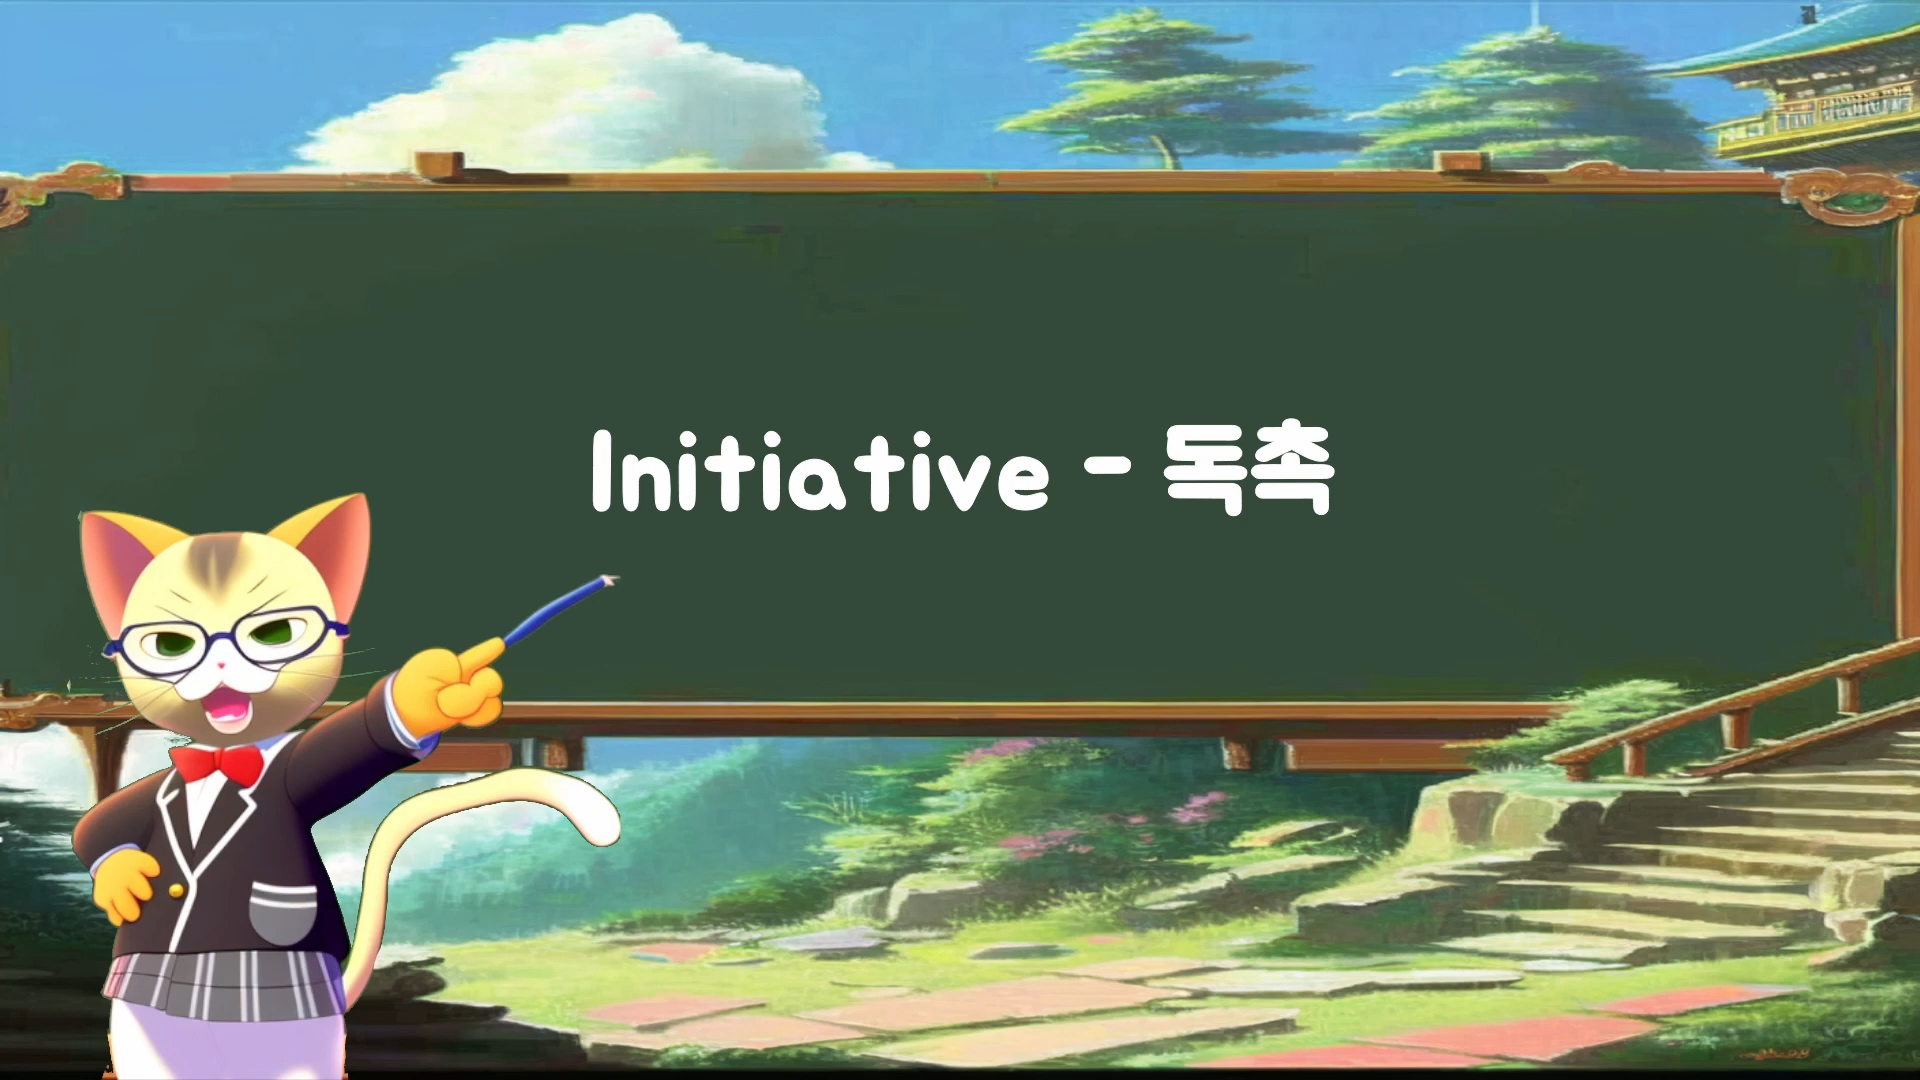 Initiative - 독촉